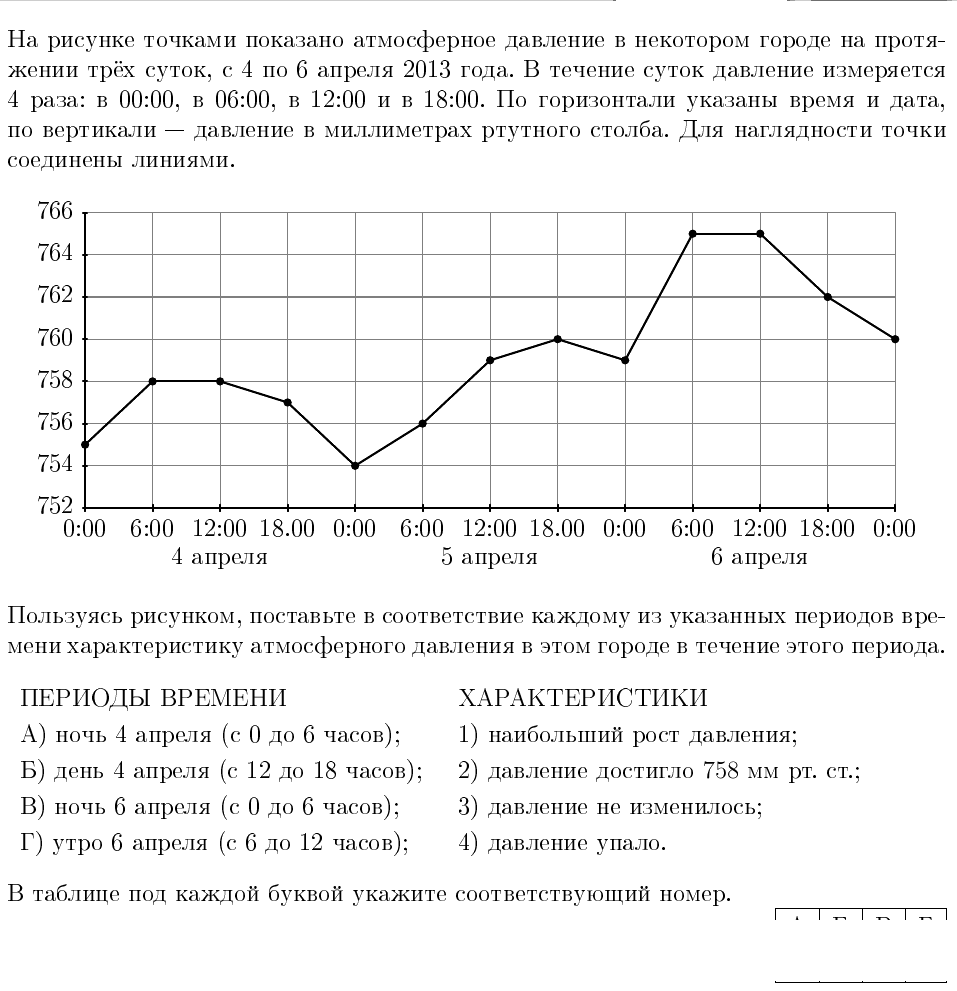 На рисунке точками показано атмосферное давление в некотором городе на протя-
жении трёх суток, с 4 по 6 апреля 2013 года. В течение суток давление измеряется
4 раза: в 00:00, в 06:00, в 12:00 и в 18:00. По горизонтали указаны время и дата,
по вертикали — давление в миллиметрах ртутного столба. Для наглядности точки
соединены линиями.
766
764
762
760
758
756
754
752
0:00 6:00 12:00 18.00 0:00 6:00 12:00 18.00 0:00 6:00 12:00 18:00 0:00
4 апреля 5 апреля 6 апреля
Пользуясь рисунком, поставьте в соответствие каждому из указанных периодов вре-
мени характеристику атмосферного давления в этом городе в течение этого периода.
ПЕРИОДЫ ВРЕМЕНИ ХАРАКТЕРИСТИКИ
А) ночь 4 апреля (с 0 до 6 часов); 1) наибольший рост давления;
Б) день 4 апреля (с 12 до 18 часов); 2) давление достигло 758 мм рт. ст.;
В) ночь 6 апреля (с 0 до 6 часов); 3) давление не изменилось;
Г) утро 6 апреля (с 6 до 12 часов); 4) давление упало.
В таблице под каждой буквой укажите соответствующий номер.